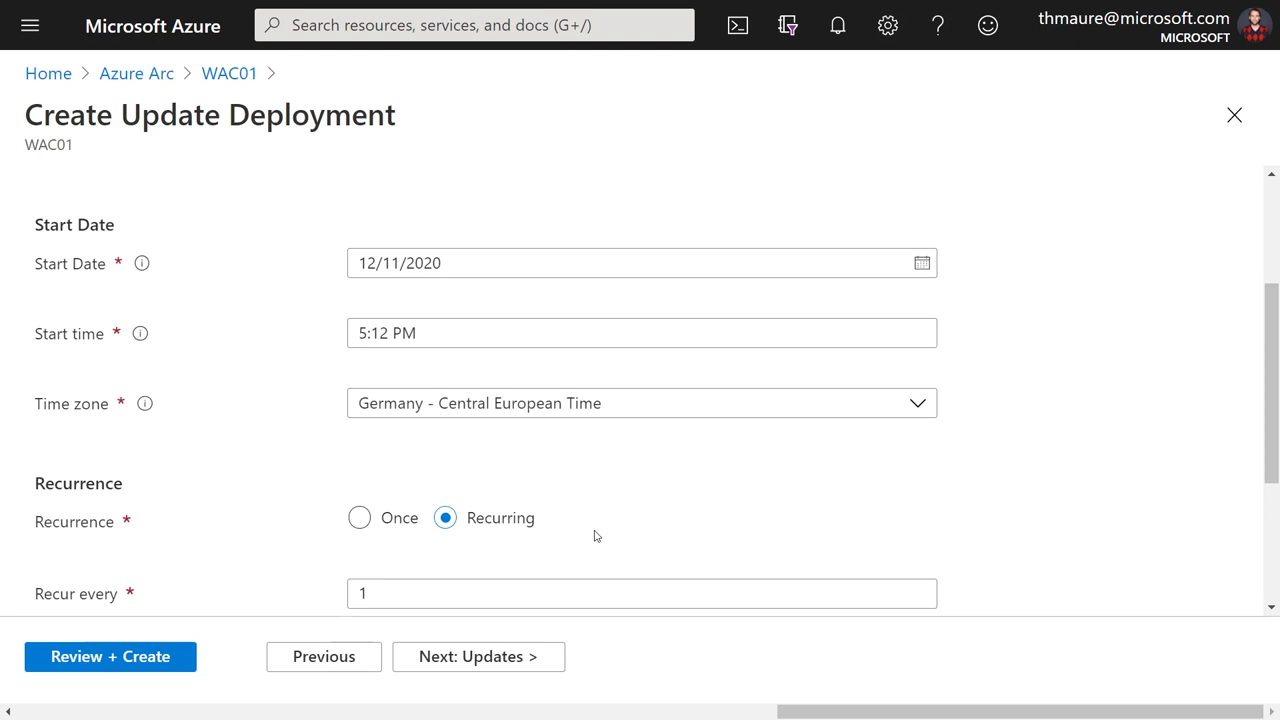 Microsoft Azure
Search resources, services, and docs (G+/)
thmaure@microsoft.com
MICROSOFT
Home > Azure Arc > WAC01 >
Create Update Deployment
WAC01
Start Date
Start Date * 12/11/2020
Start time * 5:12 PM
Time zone * Germany - Central European Time
Recurrence
Recurrence * Once Recurring
Recur every * 1
Review + Create Previous Next: Updates >